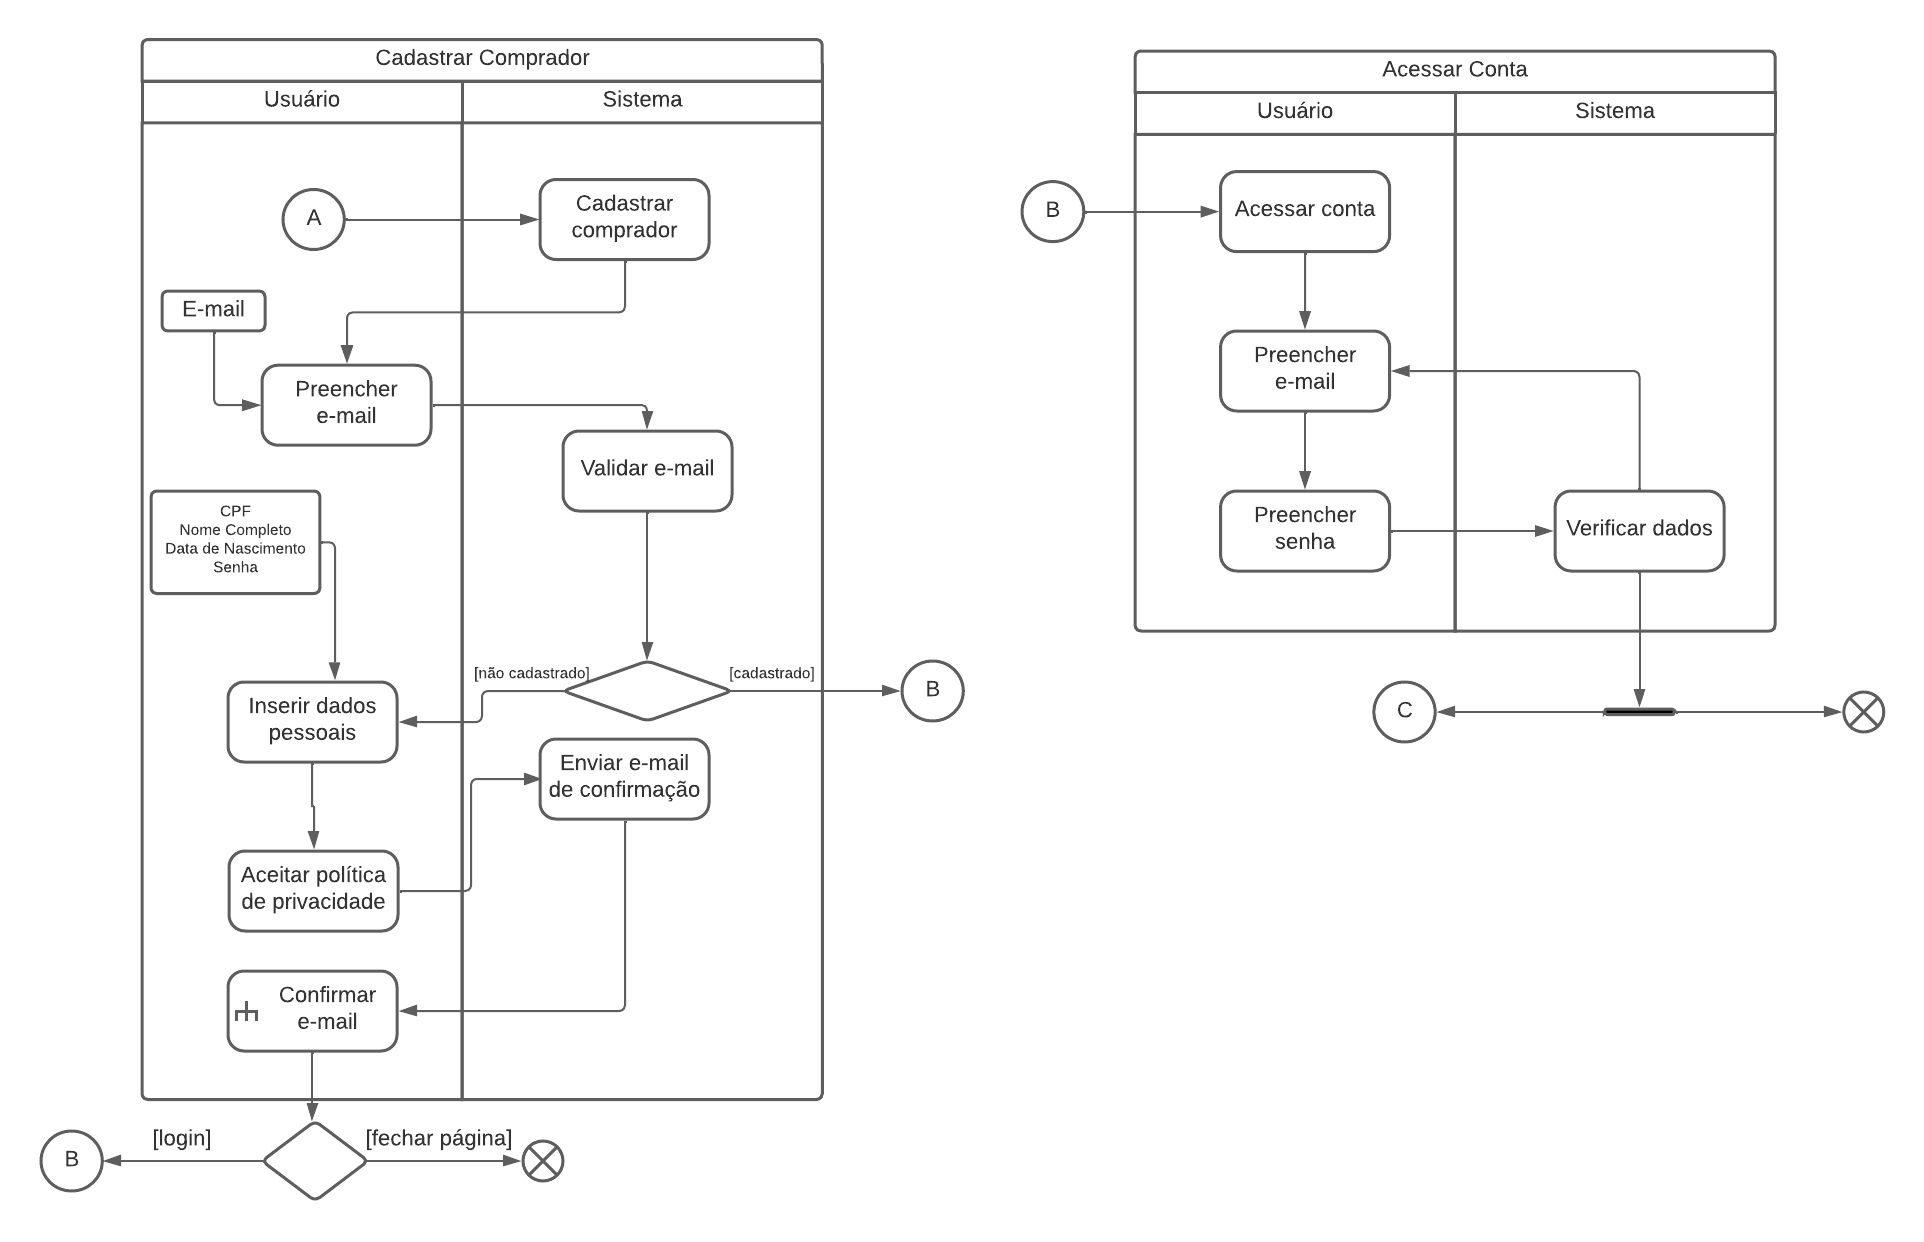 Cadastrar Comprador
Usuário
Sistema
A
Cadastrar
comprador
E-mail
Preencher
e-mail
Validar e-mail
CPF
Nome Completo
Data de Nascimento
Senha
[não cadastrado]
[cadastrado]
B
Inserir dados
pessoais
Enviar e-mail
de confirmação
Aceitar política
de privacidade
Confirmar
e-mail
[login]
[fechar página]
B
Acessar Conta
Usuário
Sistema
B
Acessar conta
Preencher
e-mail
Preencher
senha
Verificar dados
C